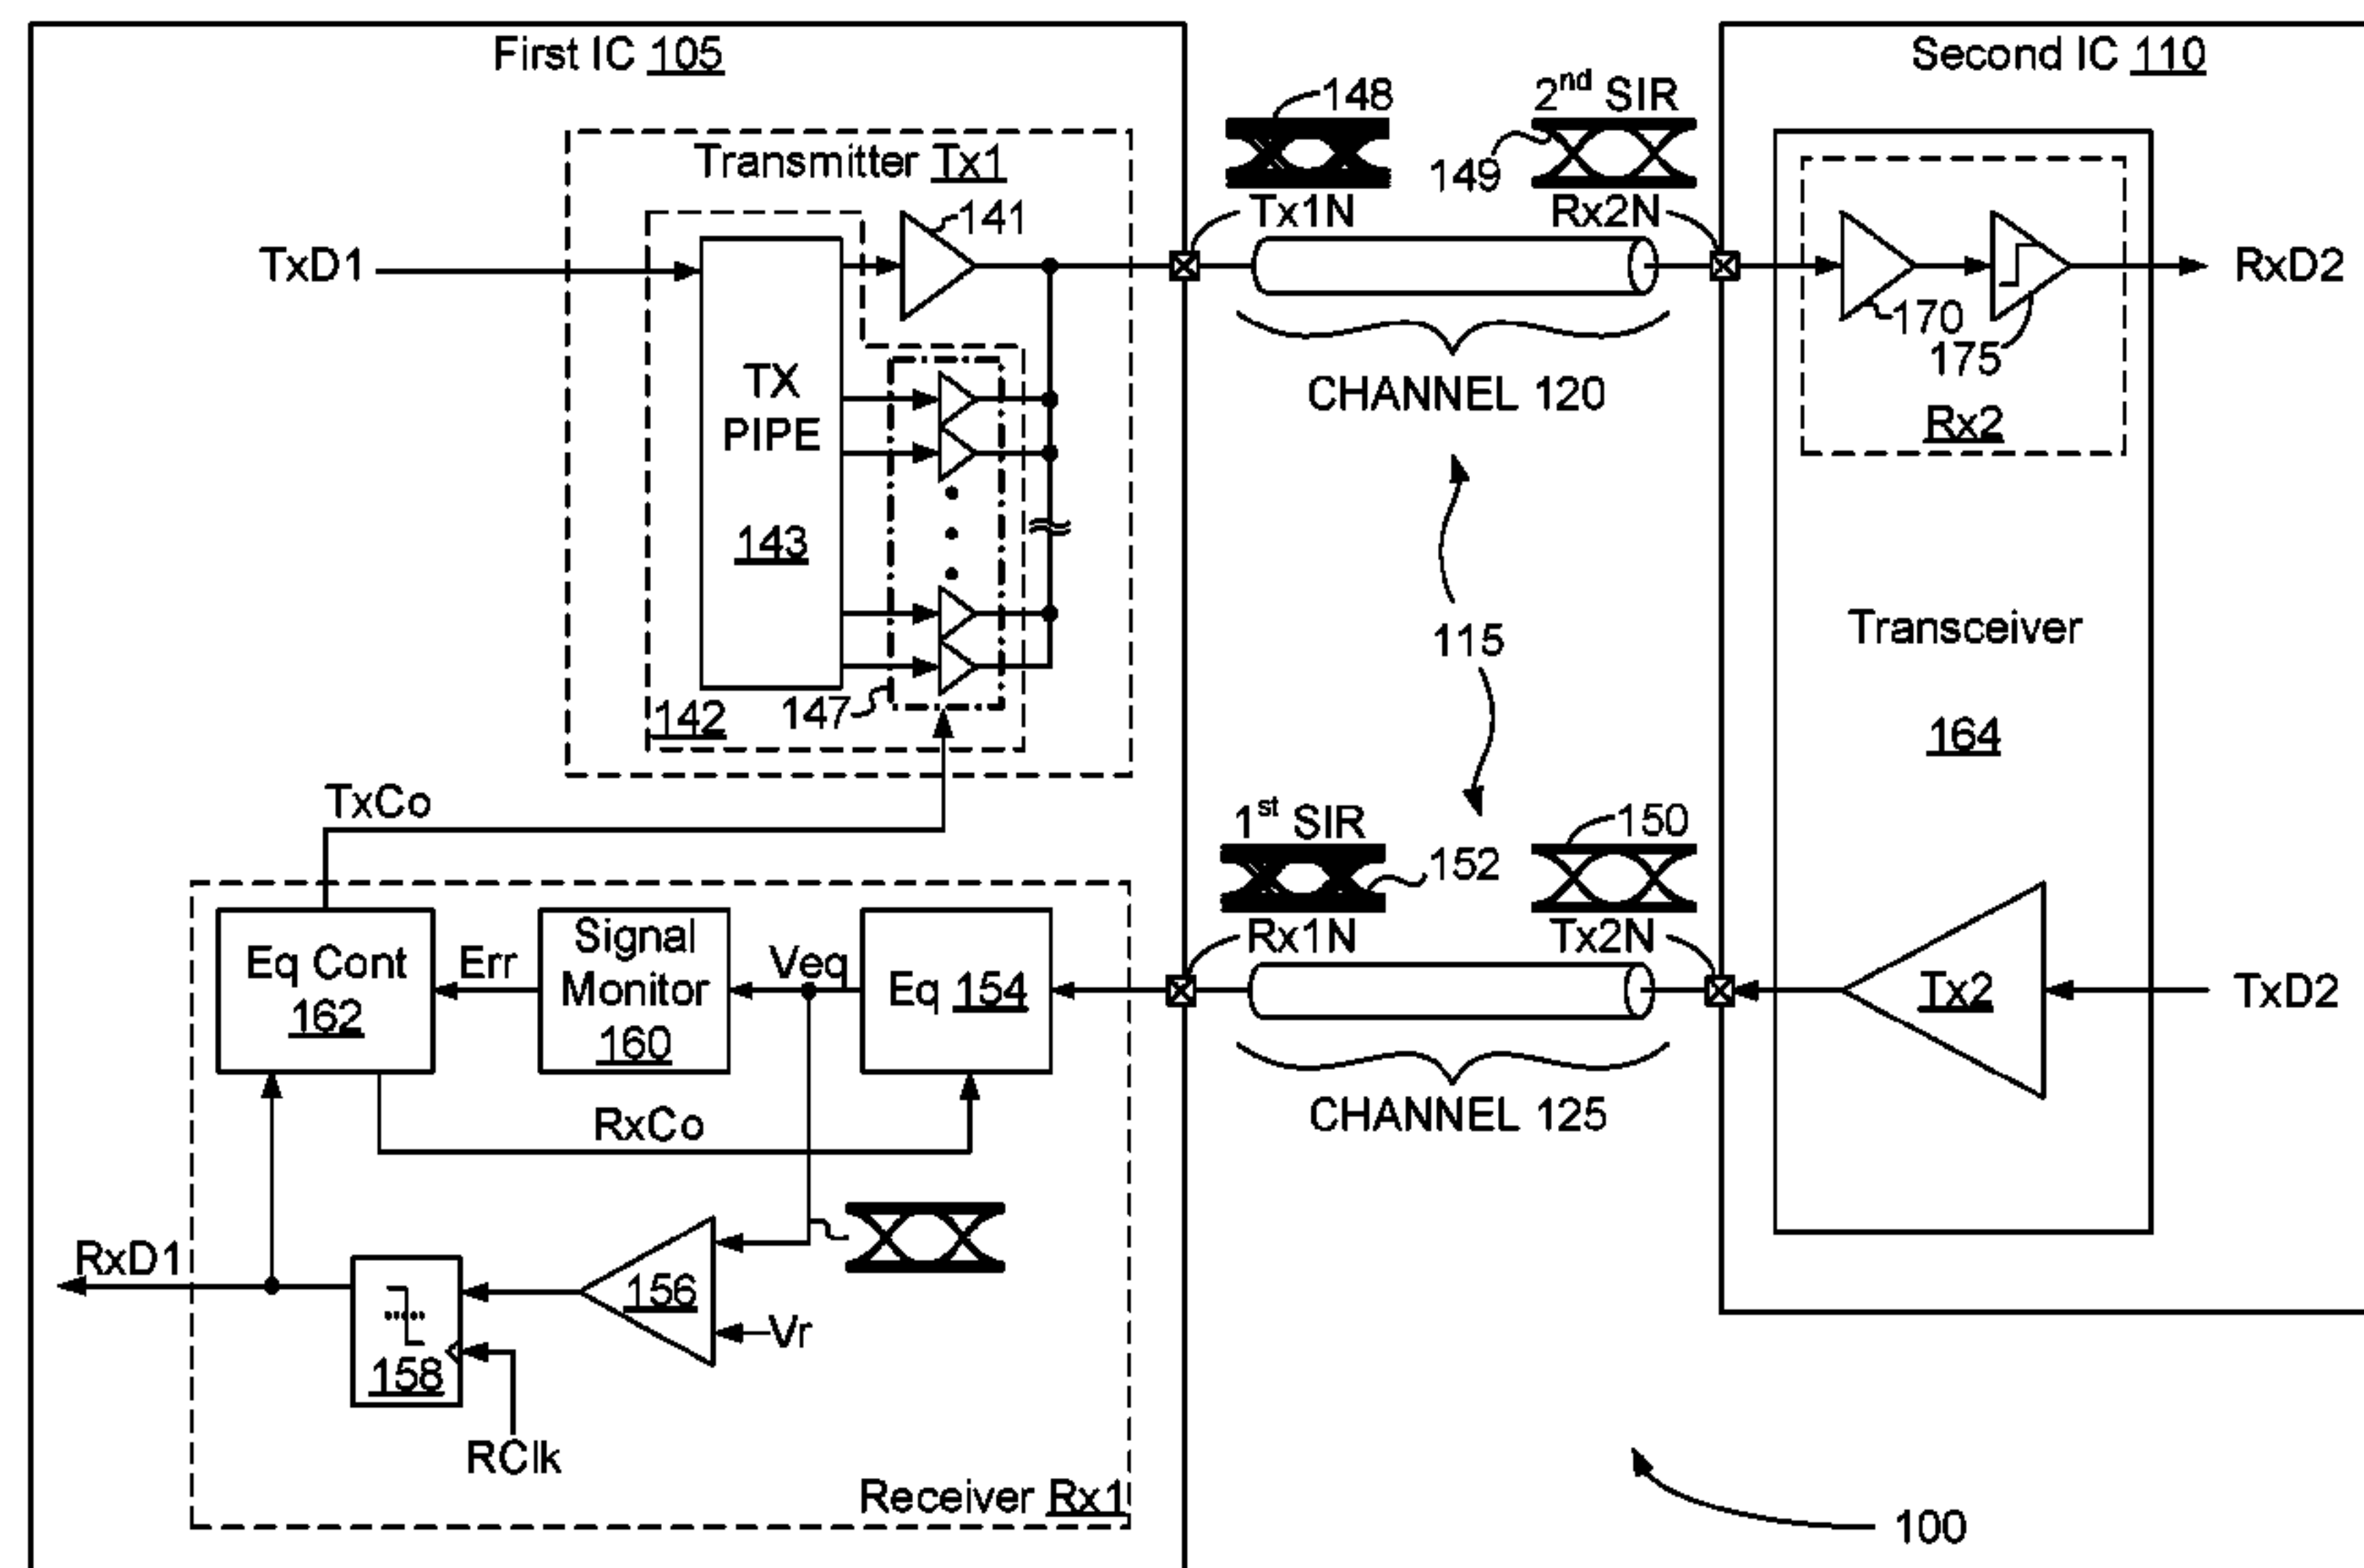 First IC 105
Second IC 110
148
2nd SIR
149
Transmitter Tx1
141
Tx1N
Rx2N
TxD1
RxD2
170
175
Rx2
TX
PIPE
143
CHANNEL 120
147
142
115
Transceiver
164
TxCo
1st SIR
152
150
Rx1N
Tx2N
Eq Cont
162
Err
Signal
Monitor
160
Veq
Eq 154
Tx2
TxD2
RxCo
CHANNEL 125
RxD1
156
Vr
158
RClk
Receiver Rx1
100